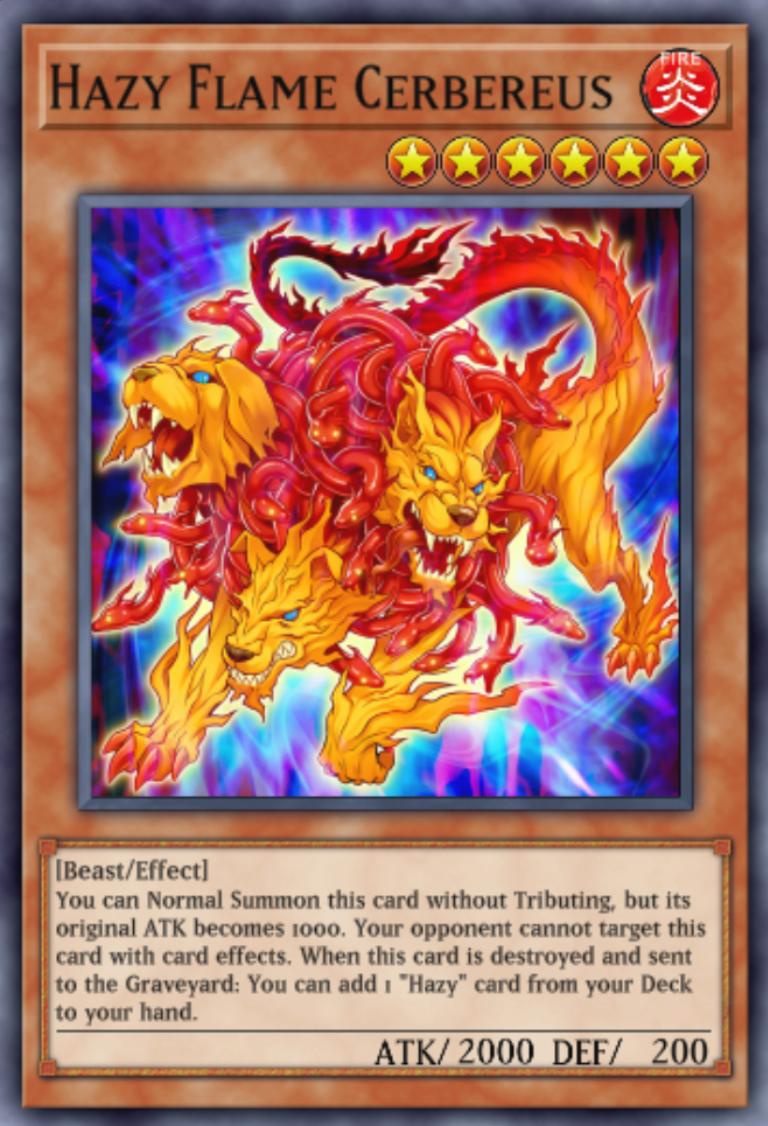 Hazy Flame Cerbereus
FIRE
炎
[Beast/Effect]
You can Normal Summon this card without Tributing, but its
original ATK becomes 1000. Your opponent cannot target this
card with card effects. When this card is destroyed and sent
to the Graveyard: You can add 1 "Hazy" card from your Deck
to your hand.
ATK/ 2000 DEF/ 200